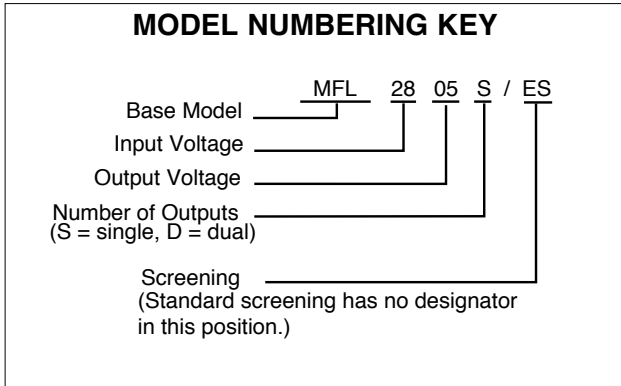 MODEL NUMBERING KEY
MFL 28 05 S / ES
Base Model
Input Voltage
Output Voltage
Number of Outputs
(S = single, D = dual)
Screening
(Standard screening has no designator
in this position.)